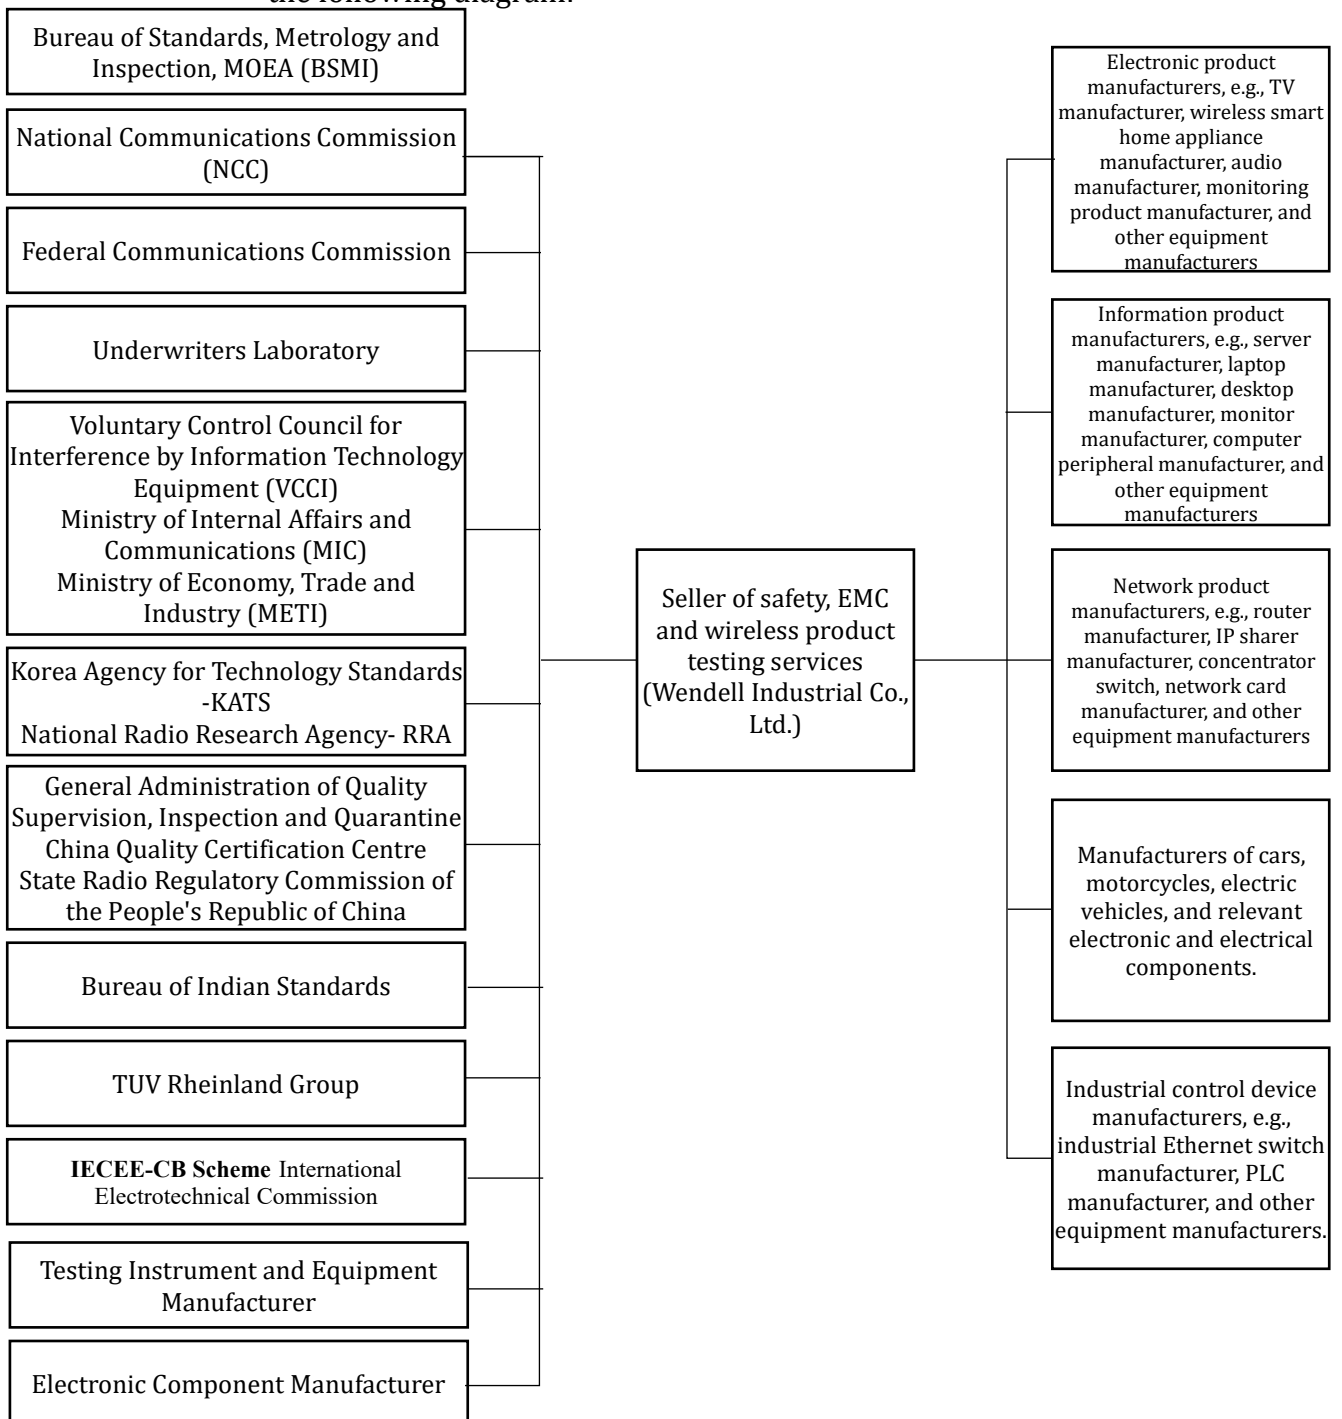 the following diagram:
Bureau of Standards, Metrology and
Inspection, MOEA (BSMI)
National Communications Commission
(NCC)
Federal Communications Commission
Underwriters Laboratory
Voluntary Control Council for
Interference by Information Technology
Equipment (VCCI)
Ministry of Internal Affairs and
Communications (MIC)
Ministry of Economy, Trade and
Industry (METI)
Korea Agency for Technology Standards
-KATS
National Radio Research Agency- RRA
General Administration of Quality
Supervision, Inspection and Quarantine
China Quality Certification Centre
State Radio Regulatory Commission of
the People's Republic of China
Bureau of Indian Standards
TUV Rheinland Group
IECEE-CB Scheme International
Electrotechnical Commission
Testing Instrument and Equipment
Manufacturer
Electronic Component Manufacturer
Seller of safety, EMC
and wireless product
testing services
(Wendell Industrial Co.,
Ltd.)
Electronic product
manufacturers, e.g., TV
manufacturer, wireless smart
home appliance
manufacturer, audio
manufacturer, monitoring
product manufacturer, and
other equipment
manufacturers
Information product
manufacturers, e.g., server
manufacturer, laptop
manufacturer, desktop
manufacturer, monitor
manufacturer, computer
peripheral manufacturer, and
other equipment
manufacturers
Network product
manufacturers, e.g., router
manufacturer, IP sharer
manufacturer, concentrator
switch, network card
manufacturer, and other
equipment manufacturers
Manufacturers of cars,
motorcycles, electric
vehicles, and relevant
electronic and electrical
components.
Industrial control device
manufacturers, e.g.,
industrial Ethernet switch
manufacturer, PLC
manufacturer, and other
equipment manufacturers.